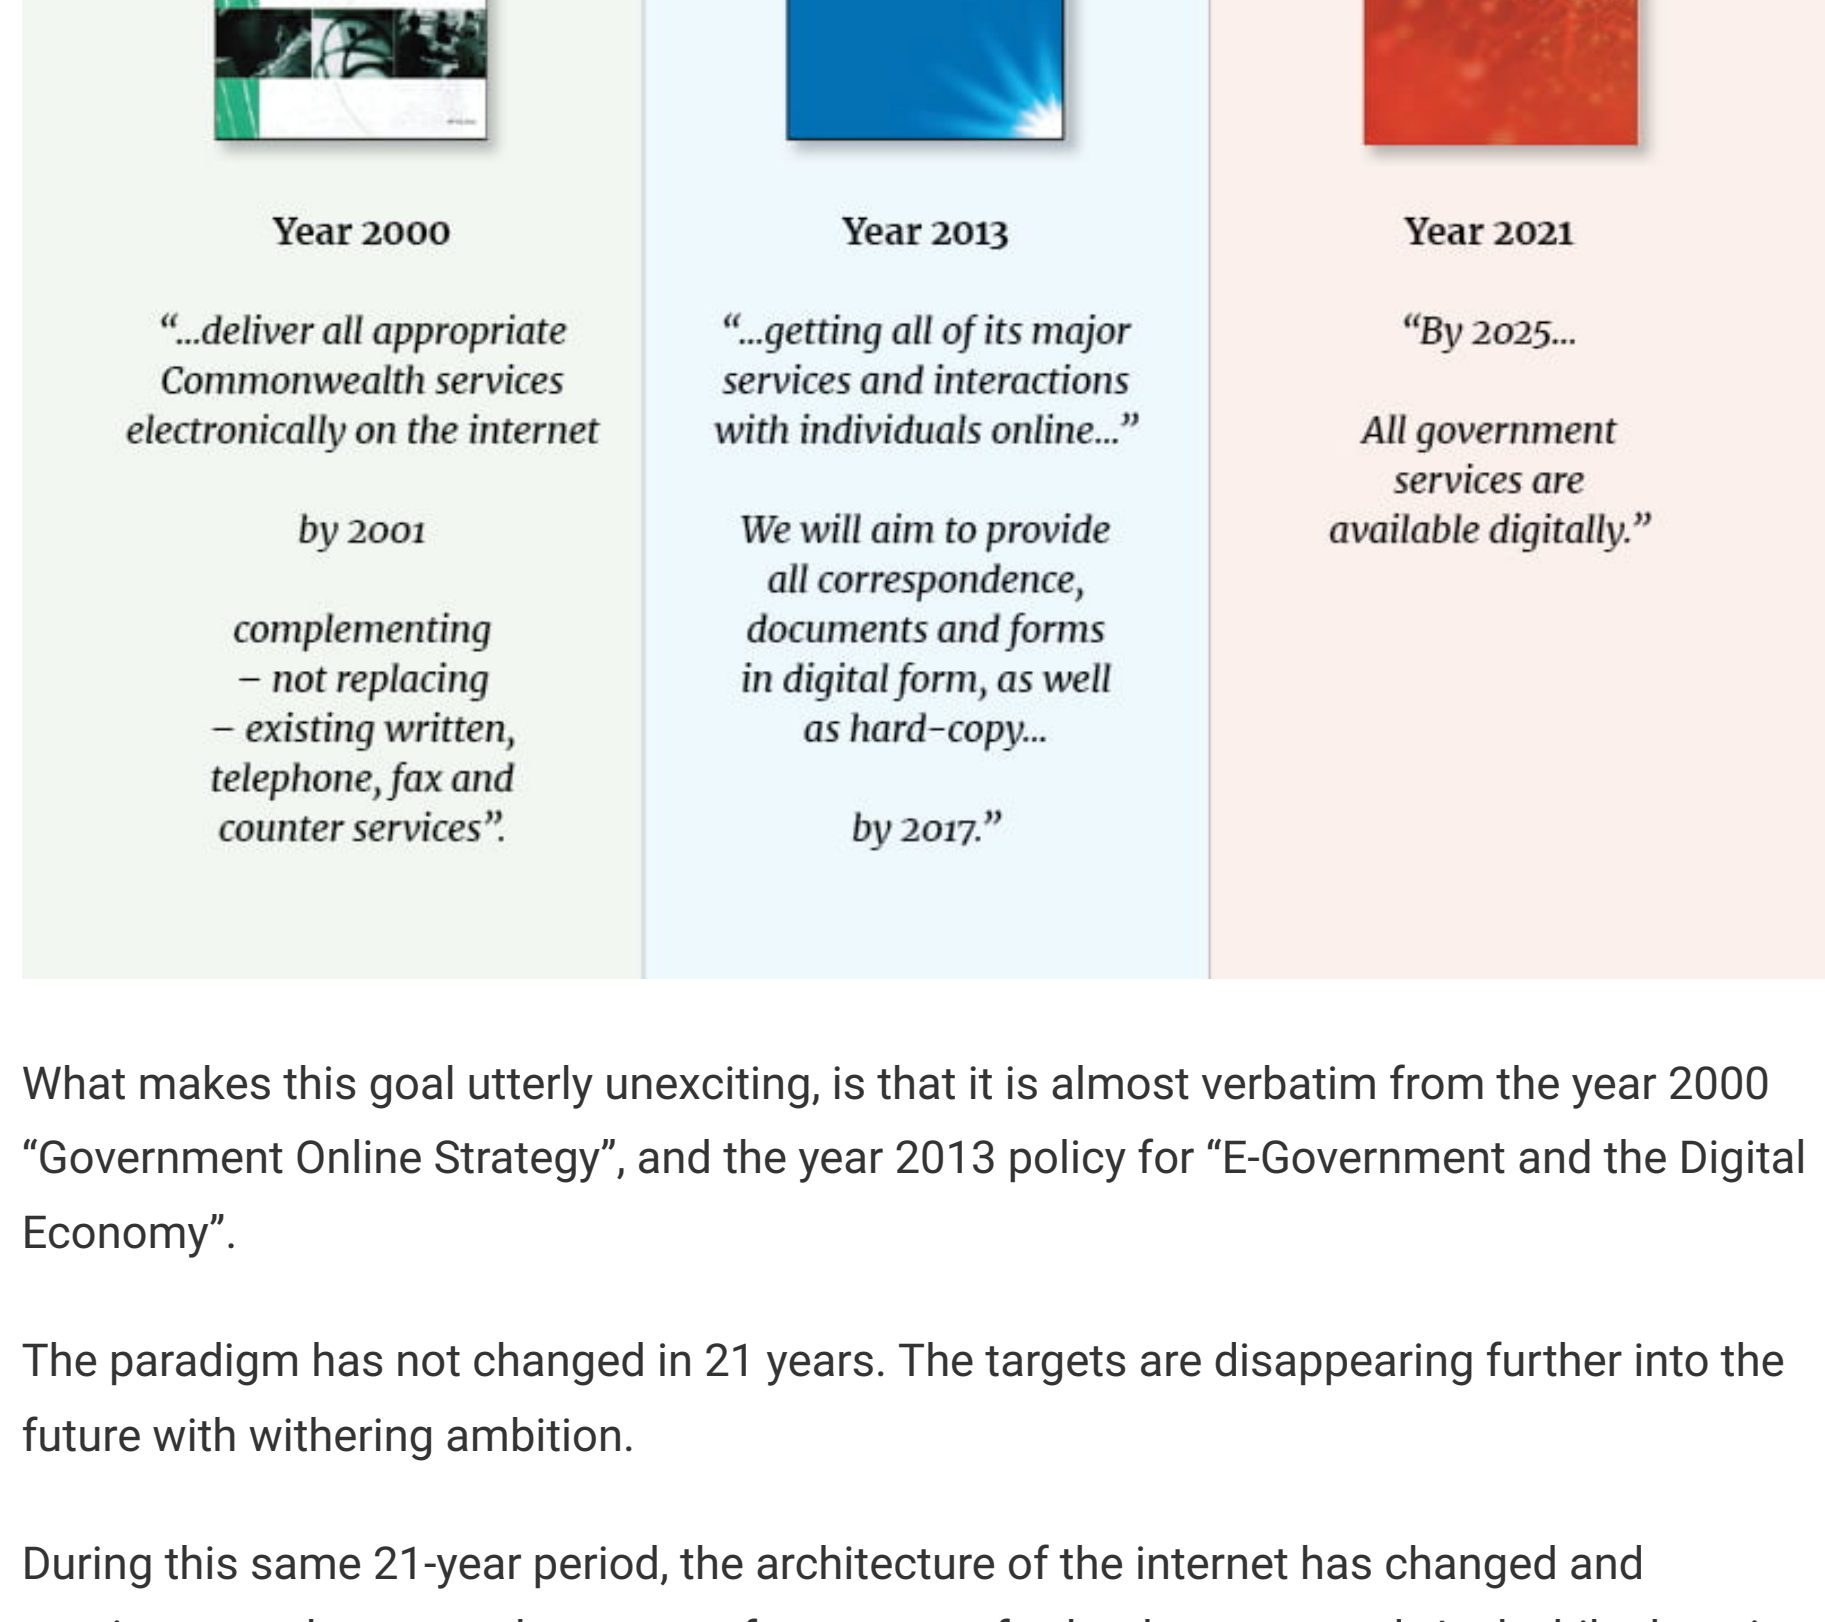 Year 2000
“...deliver all appropriate
Commonwealth services
electronically on the internet
by 2001
complementing
– not replacing
– existing written,
telephone, fax and
counter services”.
Year 2013
“...getting all of its major
services and interactions
with individuals online...”
We will aim to provide
all correspondence,
documents and forms
in digital form, as well
as hard-copy...
by 2017.”
Year 2021
“By 2025...
All government
services are
available digitally.”
What makes this goal utterly unexciting, is that it is almost verbatim from the year 2000
“Government Online Strategy”, and the year 2013 policy for “E-Government and the Digital
Economy”.
The paradigm has not changed in 21 years. The targets are disappearing further into the
future with withering ambition.
During this same 21-year period, the architecture of the internet has changed and